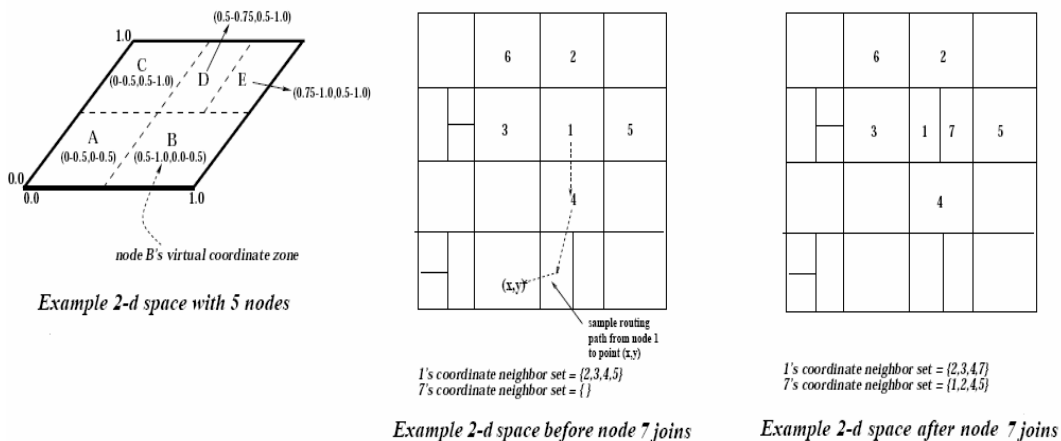 (0.5-0.75,0.5-1.0)
1.0
C
(0-0.5,0.5-1.0)
D
E
(0.75-1.0,0.5-1.0)
A
(0-0.5,0-0.5)
B
(0.5-1.0,0.0-0.5)
0.0
0.0
1.0
node B's virtual coordinate zone
Example 2-d space with 5 nodes
6
2
3
1
5
4
(x,y)
sample routing
path from node 1
to point (x,y)
1's coordinate neighbor set = {2,3,4,5}
7's coordinate neighbor set = { }
Example 2-d space before node 7 joins
6
2
3
1
7
5
4
1's coordinate neighbor set = {2,3,4,7}
7's coordinate neighbor set = {1,2,4,5}
Example 2-d space after node 7 joins